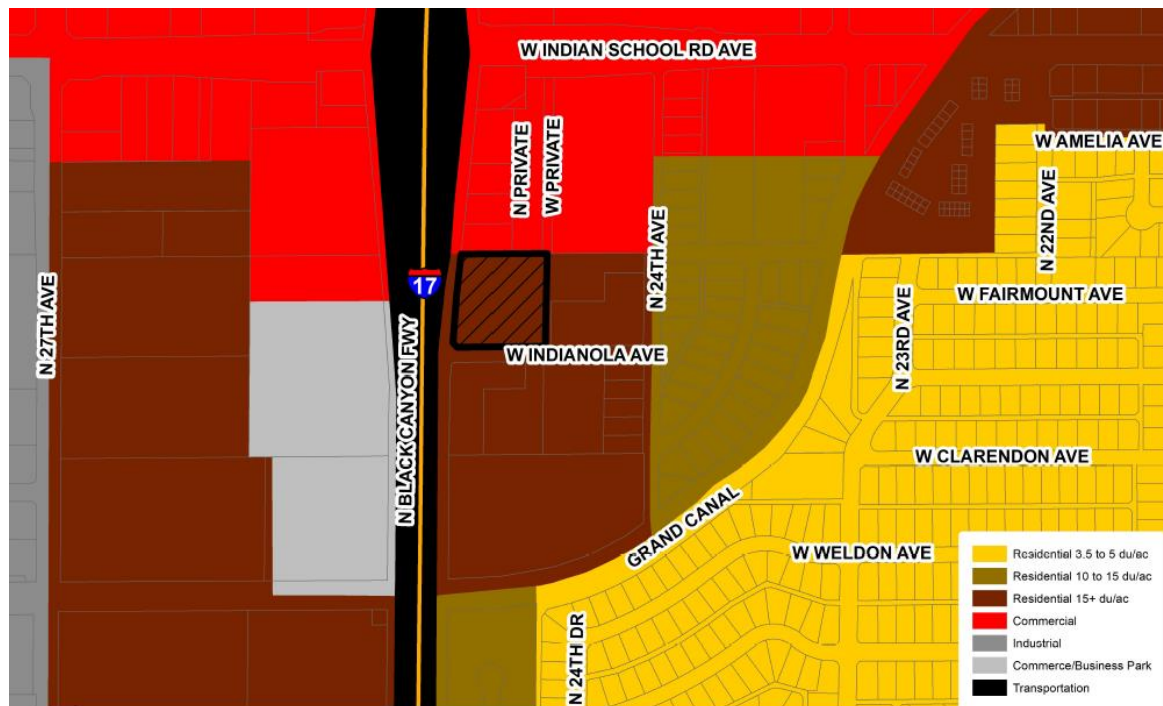 W INDIAN SCHOOL RD AVE
N PRIVATE
W PRIVATE
W AMELIA AVE
N 22ND AVE
N 24TH AVE
17
N 27TH AVE
N BLACK CANYON FWY
W INDIANOLA AVE
W FAIRMOUNT AVE
N 23RD AVE
W CLARENDON AVE
GRAND CANAL
W WELDON AVE
N 24TH DR
Residential 3.5 to 5 du/ac
Residential 10 to 15 du/ac
Residential 15+ du/ac
Commercial
Industrial
Commerce/Business Park
Transportation